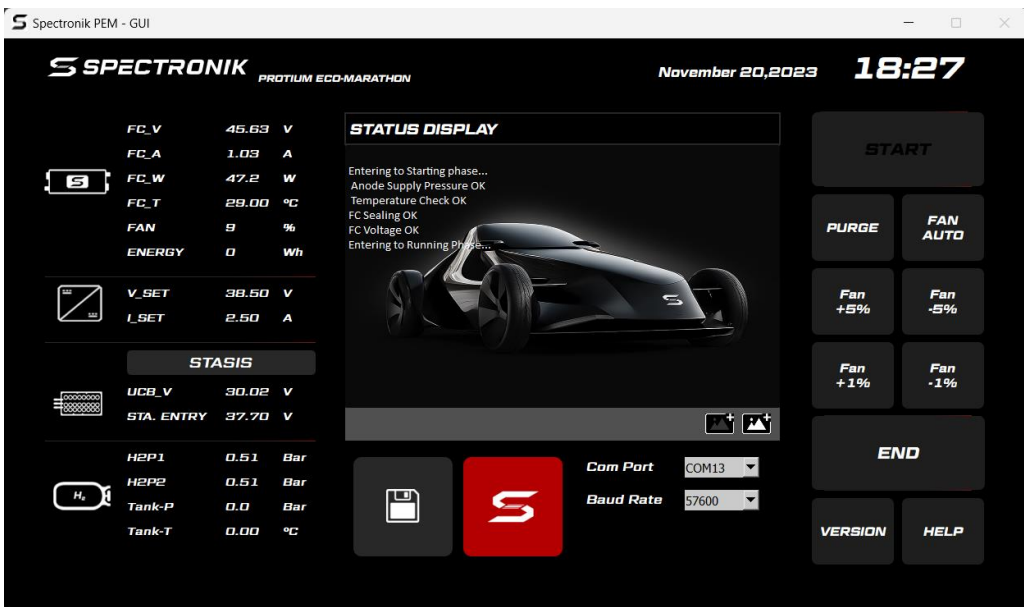 Spectronik PEM - GUI
SPECTRONIK PROTIUM ECO-MARATHON
November 20,2023 18:27
FC_V 45.63 V
FC_A 1.03 A
FC_W 47.2 W
FC_T 29.00 ºC
FAN 9 %
ENERGY 0 Wh
V_SET 38.50 V
I_SET 2.50 A
STASIS
UCB_V 30.02 V
STA. ENTRY 37.70 V
H2P1 0.51 Bar
H2P2 0.51 Bar
H₂
Tank-P 0.0 Bar
Tank-T 0.00 ºC
STATUS DISPLAY
Entering to Starting phase...
Anode Supply Pressure OK
Temperature Check OK
FC Sealing OK
FC Voltage OK
Entering to Running Phase...
Com Port COM13
Baud Rate 57600
START
PURGE
FAN
AUTO
Fan
+5%
Fan
-5%
Fan
+1%
Fan
-1%
END
VERSION
HELP